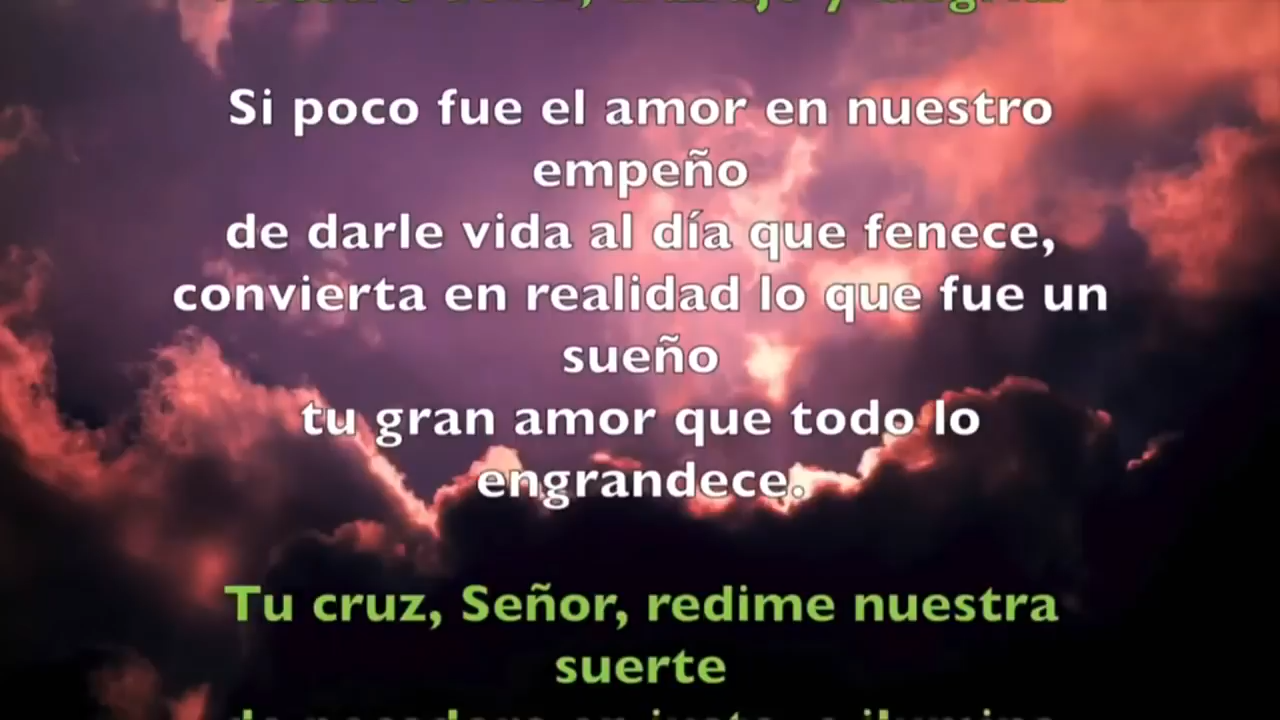 Si poco fue el amor en nuestro
empeño
de darle vida al día que fenece,
convierta en realidad lo que fue un
sueño
tu gran amor que todo lo
engrandece.
Tu cruz, Señor, redime nuestra
suerte